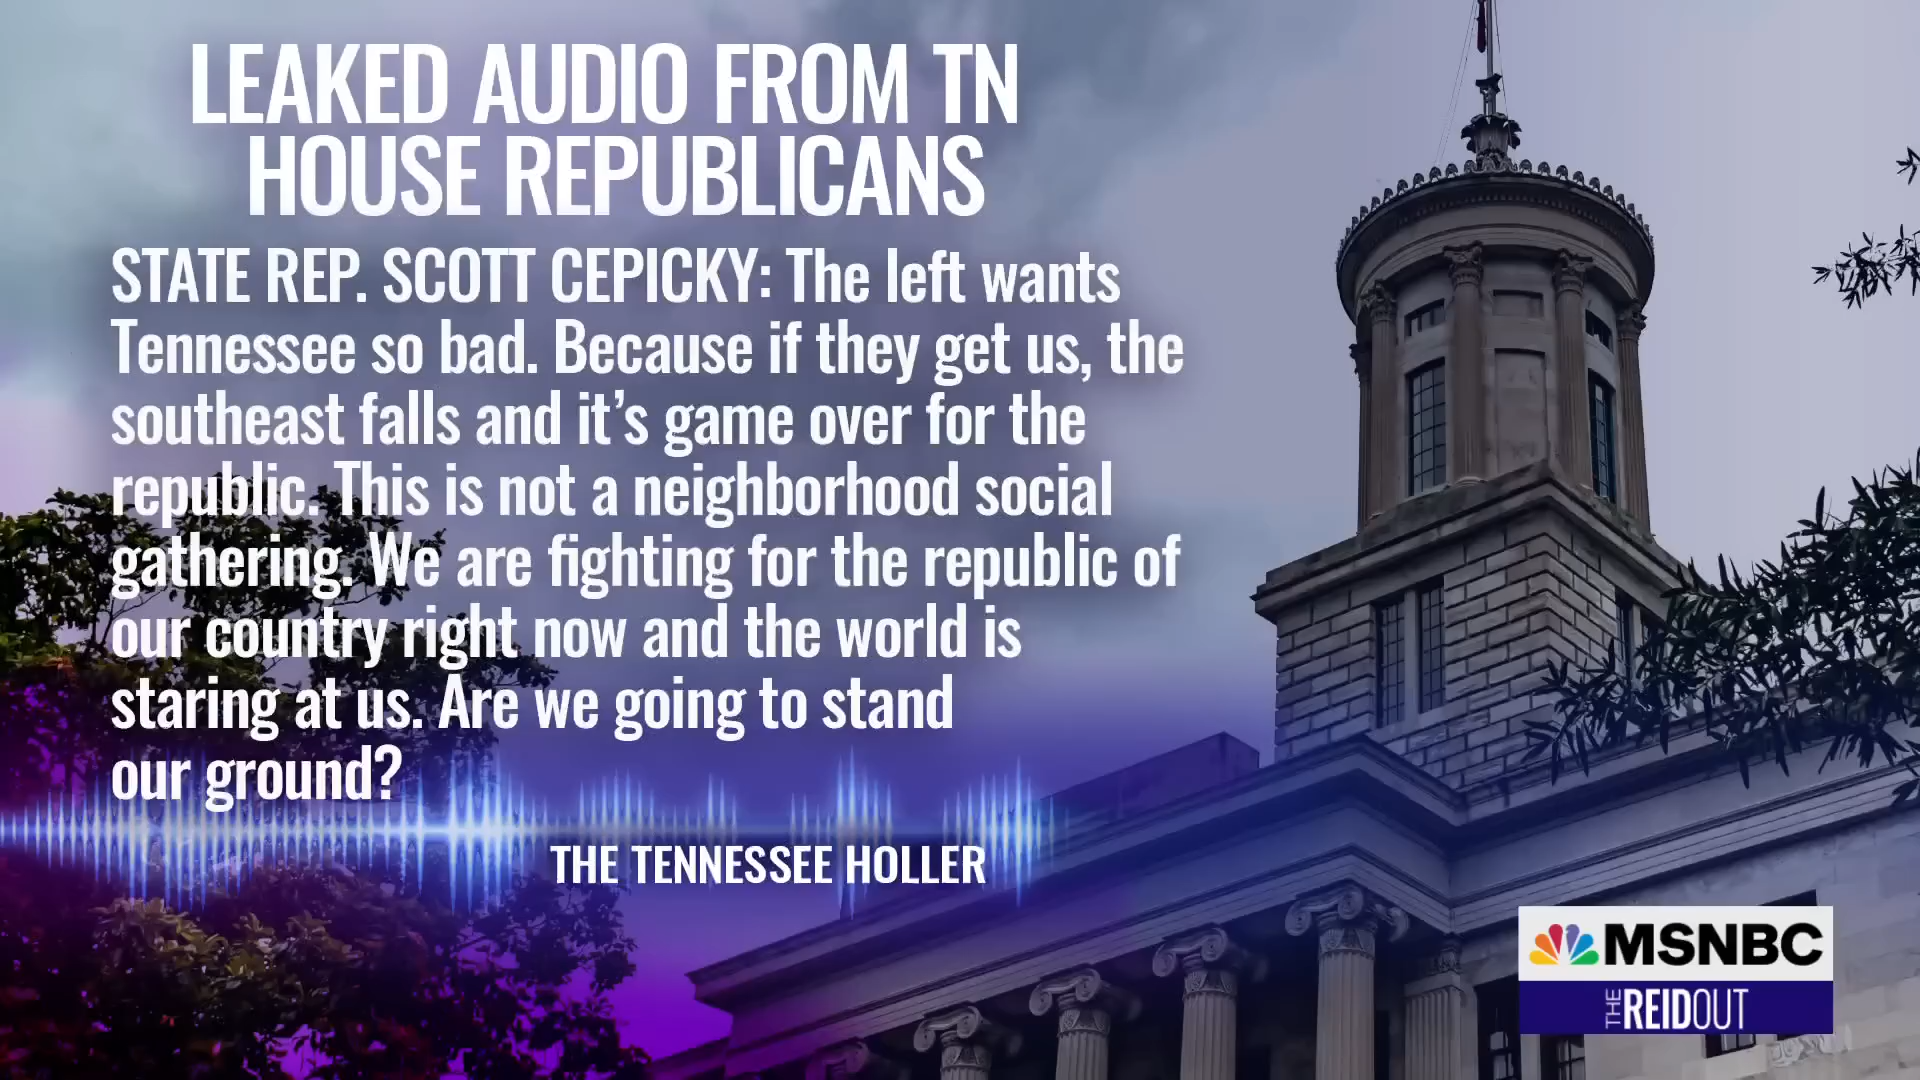 LEAKED AUDIO FROM TN
HOUSE REPUBLICANS
STATE REP. SCOTT CEPICKY: The left wants
Tennessee so bad. Because if they get us, the
southeast falls and it’s game over for the
republic. This is not a neighborhood social
gathering. We are fighting for the republic of
our country right now and the world is
staring at us. Are we going to stand
our ground?
THE TENNESSEE HOLLER
MSNBC
THE REIDOUT